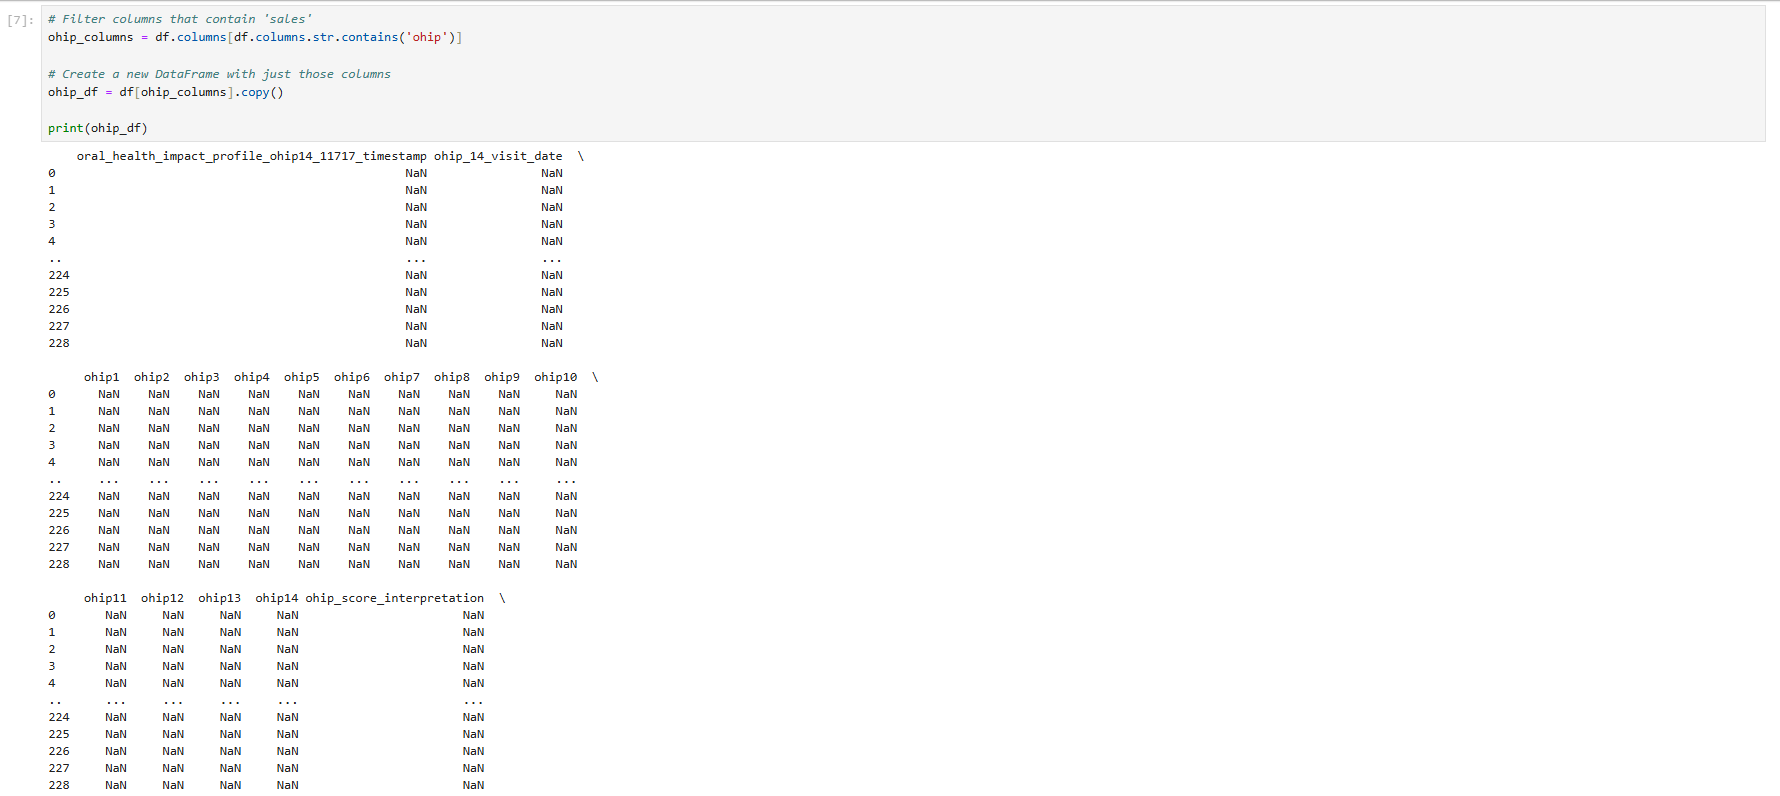 [7]: # Filter columns that contain 'sales'
ohip_columns = df.columns[df.columns.str.contains('ohip')]
# Create a new DataFrame with just those columns
ohip_df = df[ohip_columns].copy()
print(ohip_df)
oral_health_impact_profile_ohip14_11717_timestamp ohip_14_visit_date \
0 NaN NaN
1 NaN NaN
2 NaN NaN
3 NaN NaN
4 NaN NaN
.. ... ...
224 NaN NaN
225 NaN NaN
226 NaN NaN
227 NaN NaN
228 NaN NaN
ohip1 ohip2 ohip3 ohip4 ohip5 ohip6 ohip7 ohip8 ohip9 ohip10 \
0 NaN NaN NaN NaN NaN NaN NaN NaN NaN NaN
1 NaN NaN NaN NaN NaN NaN NaN NaN NaN NaN
2 NaN NaN NaN NaN NaN NaN NaN NaN NaN NaN
3 NaN NaN NaN NaN NaN NaN NaN NaN NaN NaN
4 NaN NaN NaN NaN NaN NaN NaN NaN NaN NaN
.. ... ... ... ... ... ... ... ... ... ...
224 NaN NaN NaN NaN NaN NaN NaN NaN NaN NaN
225 NaN NaN NaN NaN NaN NaN NaN NaN NaN NaN
226 NaN NaN NaN NaN NaN NaN NaN NaN NaN NaN
227 NaN NaN NaN NaN NaN NaN NaN NaN NaN NaN
228 NaN NaN NaN NaN NaN NaN NaN NaN NaN NaN
ohip11 ohip12 ohip13 ohip14 ohip_score_interpretation \
0 NaN NaN NaN NaN NaN
1 NaN NaN NaN NaN NaN
2 NaN NaN NaN NaN NaN
3 NaN NaN NaN NaN NaN
4 NaN NaN NaN NaN NaN
.. ... ... ... ... ...
224 NaN NaN NaN NaN NaN
225 NaN NaN NaN NaN NaN
226 NaN NaN NaN NaN NaN
227 NaN NaN NaN NaN NaN
228 NaN NaN NaN NaN NaN